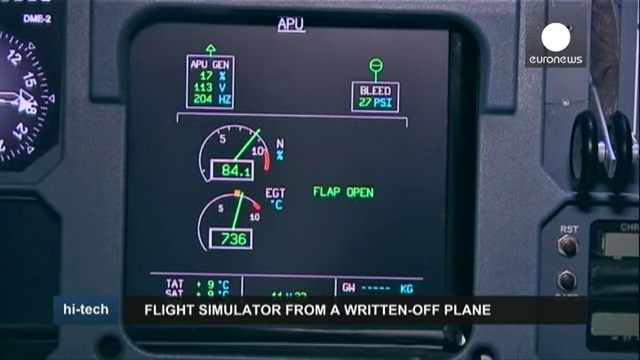 DME-2
APU
euronews
APU GEN
17 %
113 V
204 HZ
BLEED
27 PSI
5
10
N
%
84.1
EGT
°C
FLAP OPEN
5
10
736
RST
TAT + 9 °C
SAT + 9 °C
GW ----- KG
hi-tech
FLIGHT SIMULATOR FROM A WRITTEN-OFF PLANE